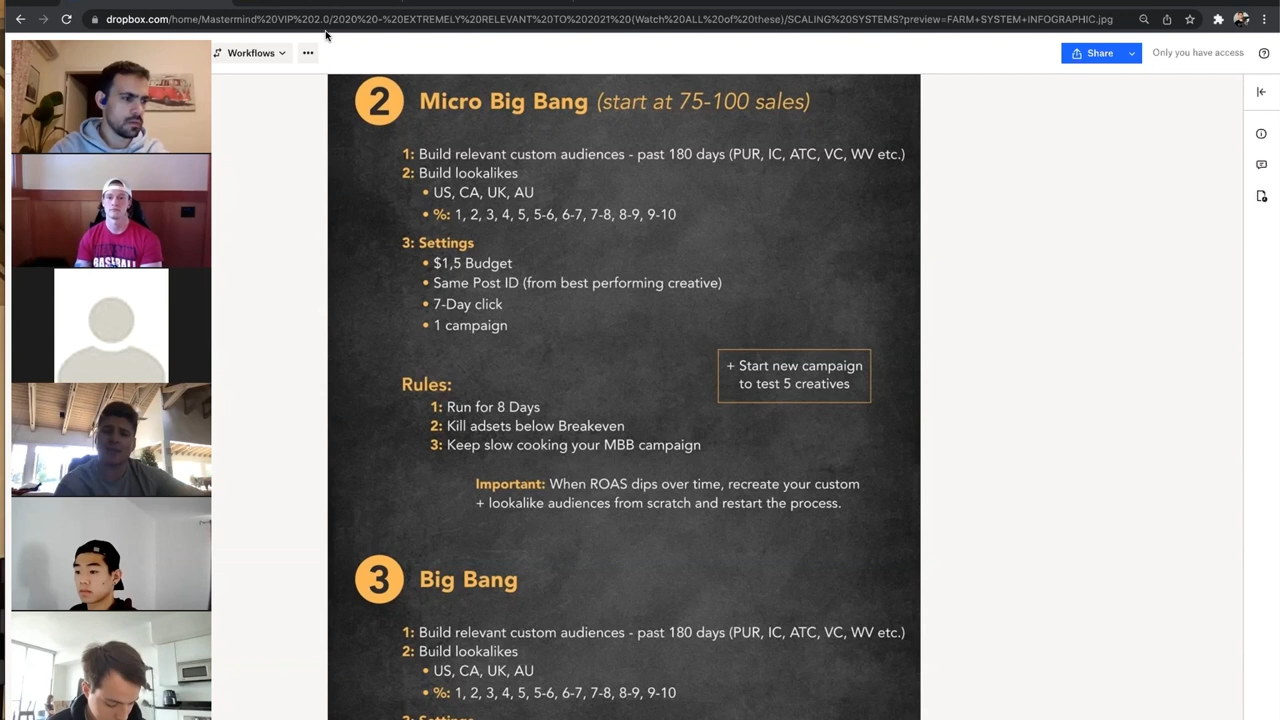 dropbox.com/home/Mastermind%20VIP%202.0/2020%20-%20EXTREMELY%20RELEVANT%20TO%202021%20(Watch%20ALL%20of%20these)/SCALING%20SYSTEMS?preview=FARM+SYSTEM+INFOGRAPHIC.jpg
Workflows
Share
Only you have access
2 Micro Big Bang (start at 75-100 sales)
1: Build relevant custom audiences - past 180 days (PUR, IC, ATC, VC, WV etc.)
2: Build lookalikes
• US, CA, UK, AU
• %: 1, 2, 3, 4, 5, 5-6, 6-7, 7-8, 8-9, 9-10
3: Settings
• $1,5 Budget
• Same Post ID (from best performing creative)
• 7-Day click
• 1 campaign
+ Start new campaign
to test 5 creatives
Rules:
1: Run for 8 Days
2: Kill adsets below Breakeven
3: Keep slow cooking your MBB campaign
Important: When ROAS dips over time, recreate your custom
+ lookalike audiences from scratch and restart the process.
3 Big Bang
1: Build relevant custom audiences - past 180 days (PUR, IC, ATC, VC, WV etc.)
2: Build lookalikes
• US, CA, UK, AU
• %: 1, 2, 3, 4, 5, 5-6, 6-7, 7-8, 8-9, 9-10
3: Settings
BASEBALL